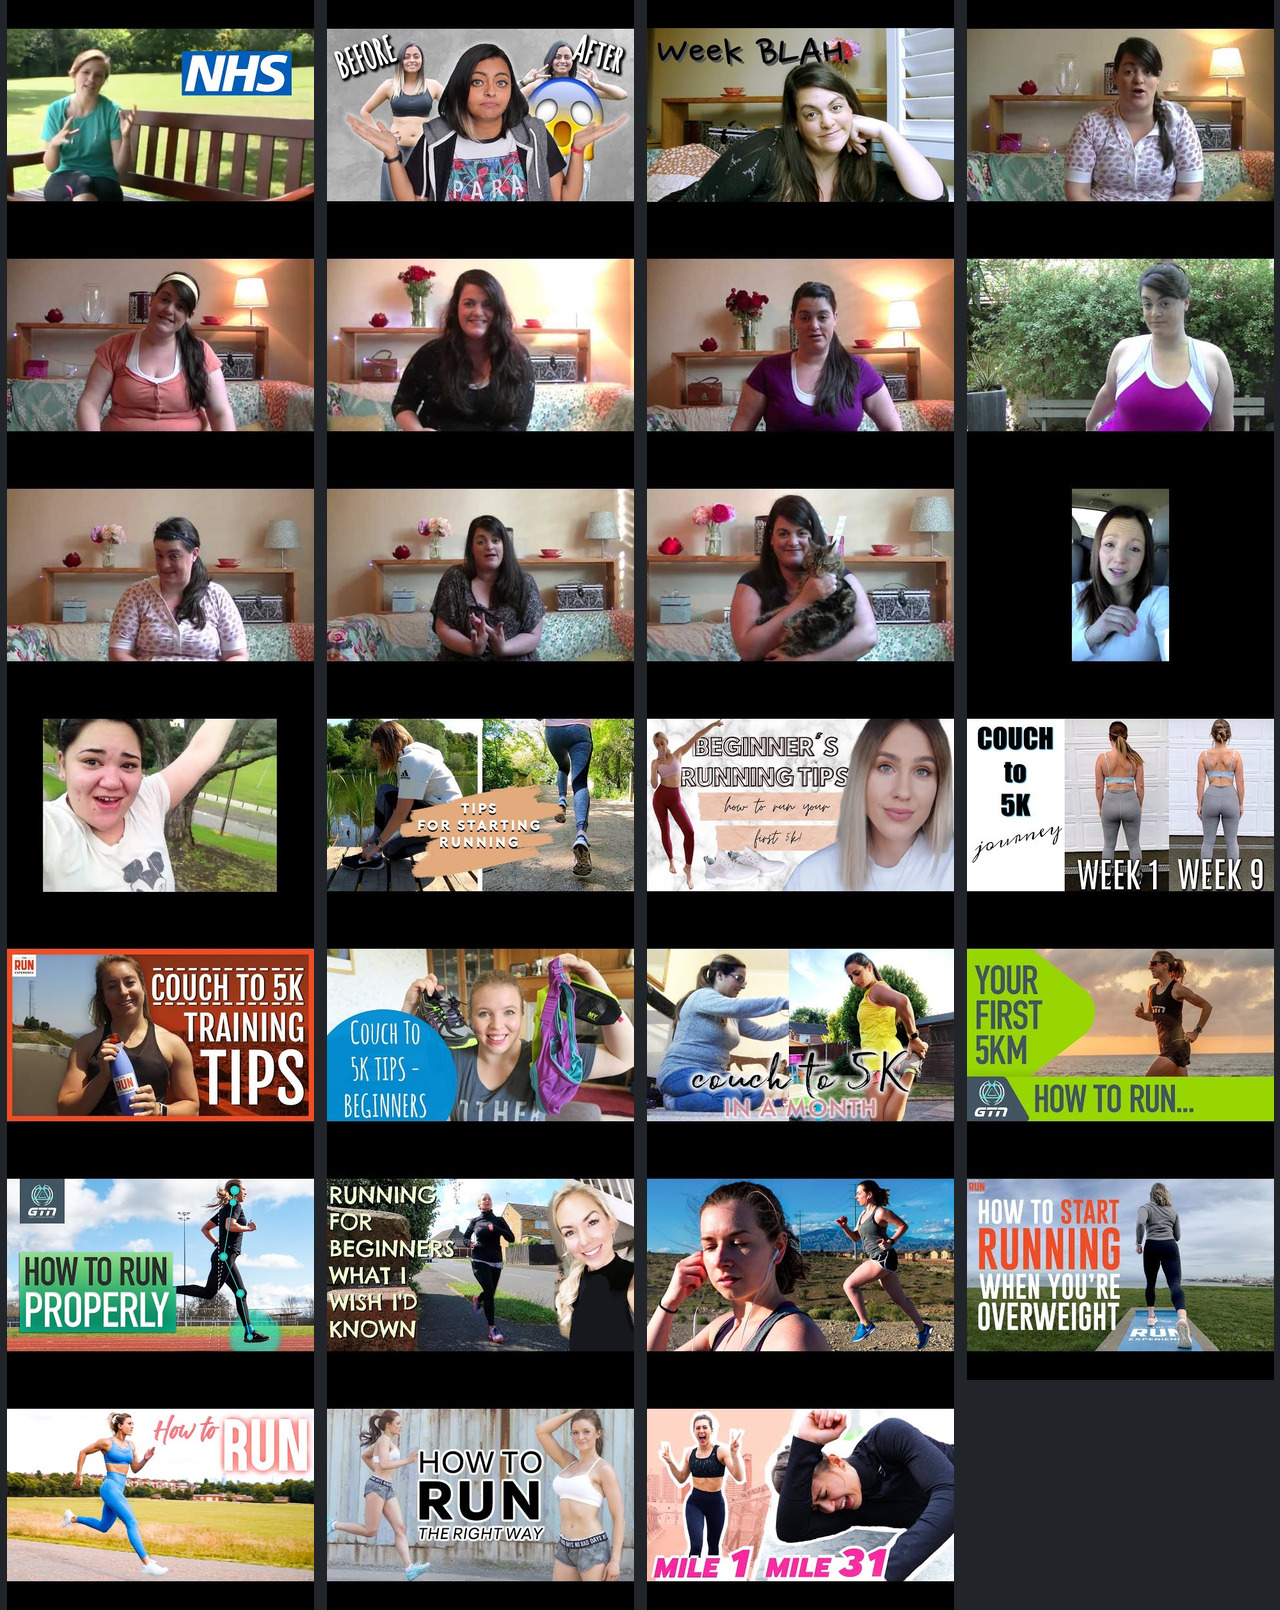 NHS
BEFORE
AFTER
PARA
Week BLAH.
TIPS
FOR STARTING
RUNNING
BEGINNER'S
RUNNING TIPS
how to run your
first 5k!
COUCH
to
5K
journey
WEEK 1
WEEK 9
RUN
COUCH TO 5K
TRAINING
TIPS
RUN
COUCH TO
5K TIPS -
BEGINNERS
couch to 5K
IN A MONTH
YOUR
FIRST
5KM
GTN
HOW TO RUN...
GTN
HOW TO RUN
PROPERLY
RUNNING
FOR
BEGINNERS
WHAT I
WISH I'D
KNOWN
RUN
HOW TO START
RUNNING
WHEN YOU'RE
OVERWEIGHT
RUN
EXPERIENCE
How to RUN
HOW TO
RUN
THE RIGHT WAY
MILE 1
MILE 31